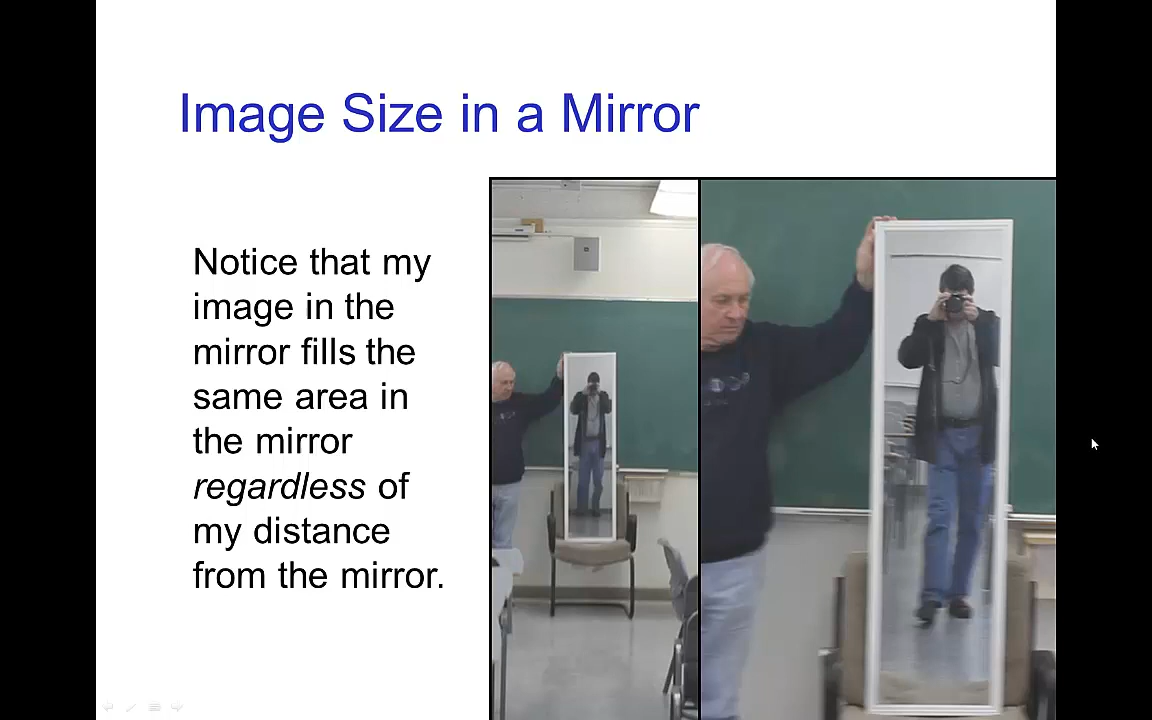 Image Size in a Mirror
Notice that my
image in the
mirror fills the
same area in
the mirror
regardless of
my distance
from the mirror.